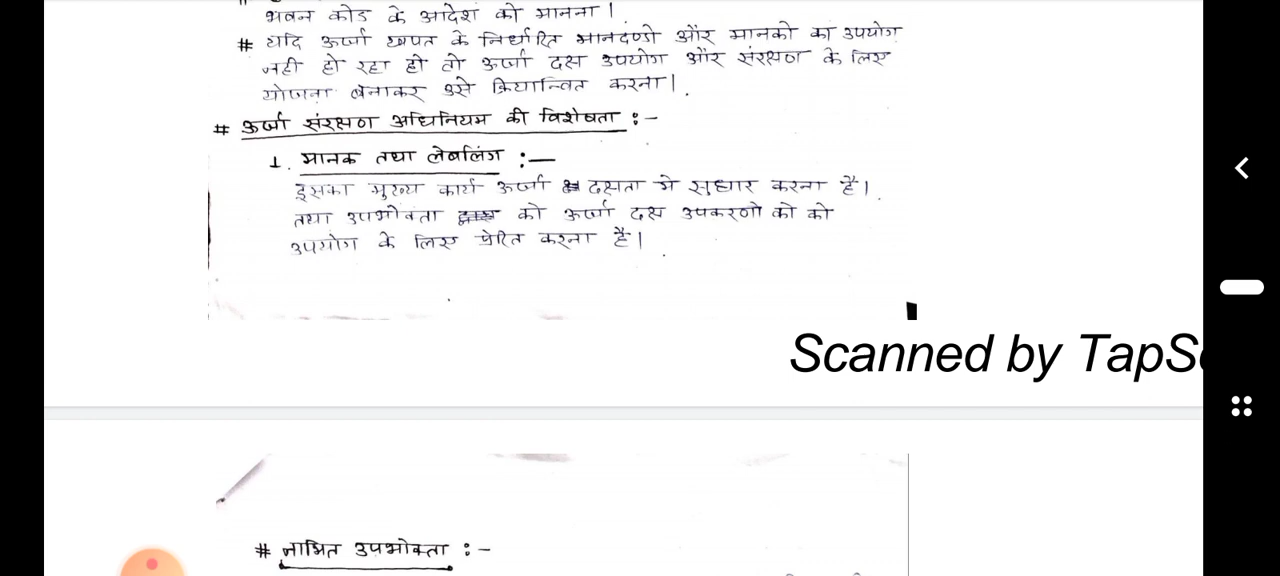 भवन कोड के आदेश को मानना।
# यदि ऊर्जा खपत के निर्धारित मानदण्डो और मानको का उपयोग
नही हो रहा हो तो ऊर्जा दक्ष उपयोग और संरक्षण के लिए
योजना बनाकर उसे क्रियान्वित करना।
# ऊर्जा संरक्षण अधिनियम की विशेषता :-
1. मानक तथा लेबलिंग :-
इसका मुख्य कार्य ऊर्जा दक्षता मे सुधार करना है।
तथा उपभोक्ता को ऊर्जा दक्ष उपकरणो को को
उपयोग के लिए प्रेरित करना है।
Scanned by TapSc
# नामित उपभोक्ता :-